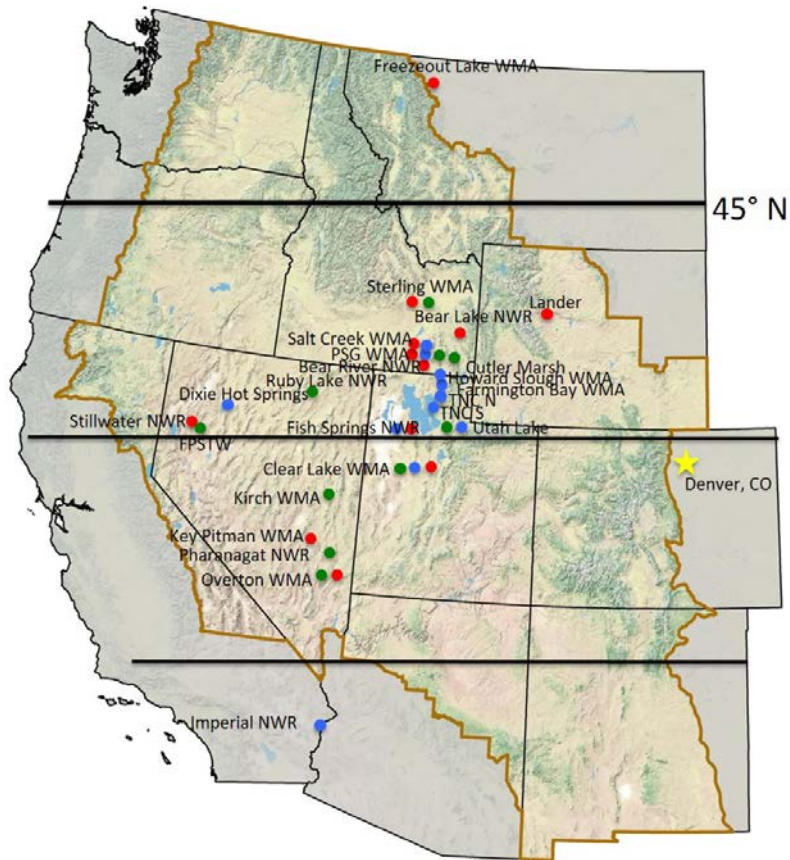 Freezeout Lake WMA
45° N
Sterling WMA
Lander
Bear Lake NWR
Salt Creek WMA
PSG WMA
Bear River NWR
Cutler Marsh
Ruby Lake NWR
Howard Slough WMA
Dixie Hot Springs
Farmington Bay WMA
TNC N
TNC S
Stillwater NWR
Fish Springs NWR
Utah Lake
FPSTW
Clear Lake WMA
Denver, CO
Kirch WMA
Key Pitman WMA
Pharanagat NWR
Overton WMA
Imperial NWR